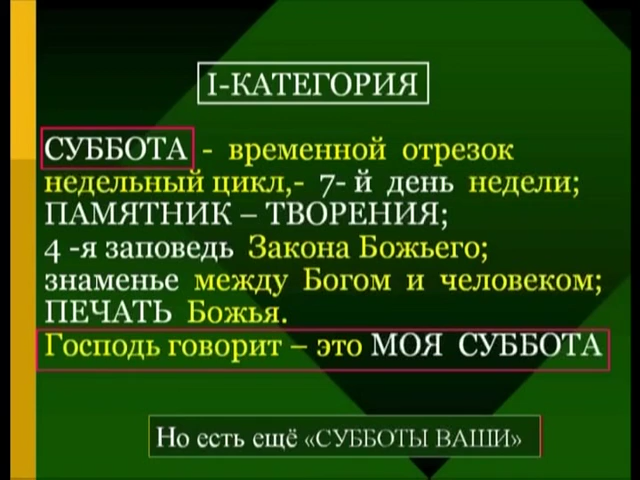 I-КАТЕГОРИЯ
СУББОТА - временной отрезок
недельный цикл,- 7- й день недели;
ПАМЯТНИК – ТВОРЕНИЯ;
4 -я заповедь Закона Божьего;
знаменье между Богом и человеком;
ПЕЧАТЬ Божья.
Господь говорит – это МОЯ СУББОТА
Но есть ещё «СУББОТЫ ВАШИ»